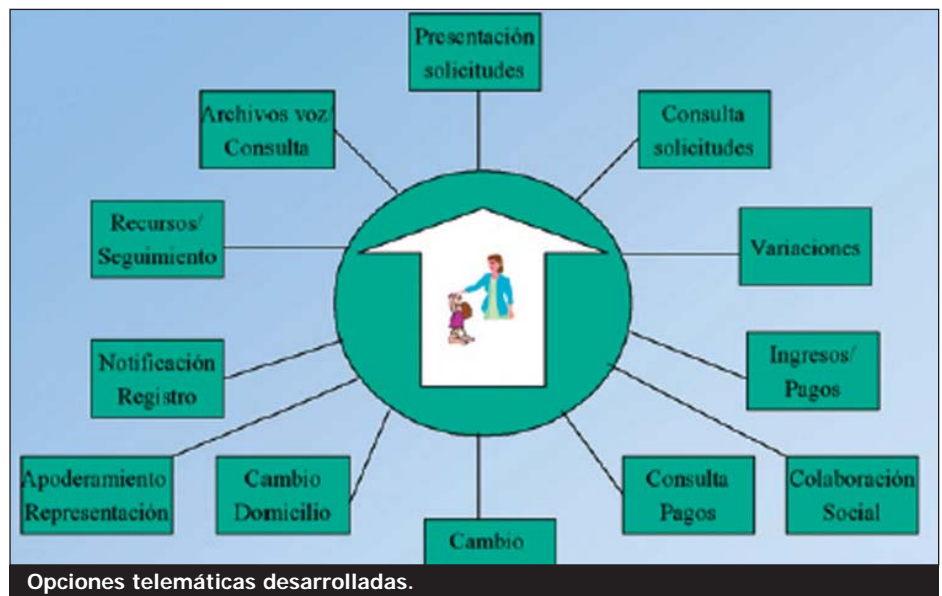 Presentación
solicitudes
Archivos voz/
Consulta
Consulta
solicitudes
Recursos/
Seguimiento
Variaciones
Notificación
Registro
Ingresos/
Pagos
Apoderamiento
Representación
Cambio
Domicilio
Cambio
Consulta
Pagos
Colaboración
Social
Opciones telemáticas desarrolladas.